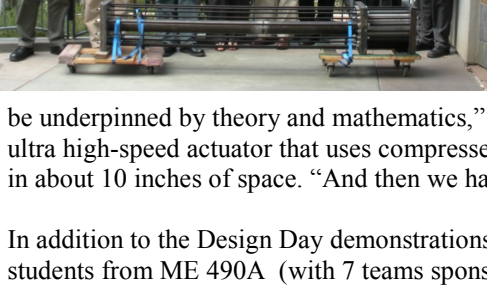 be underpinned by theory and mathematics,”
ultra high-speed actuator that uses compresse
in about 10 inches of space. “And then we ha
In addition to the Design Day demonstrations
students from ME 490A  (with 7 teams spons